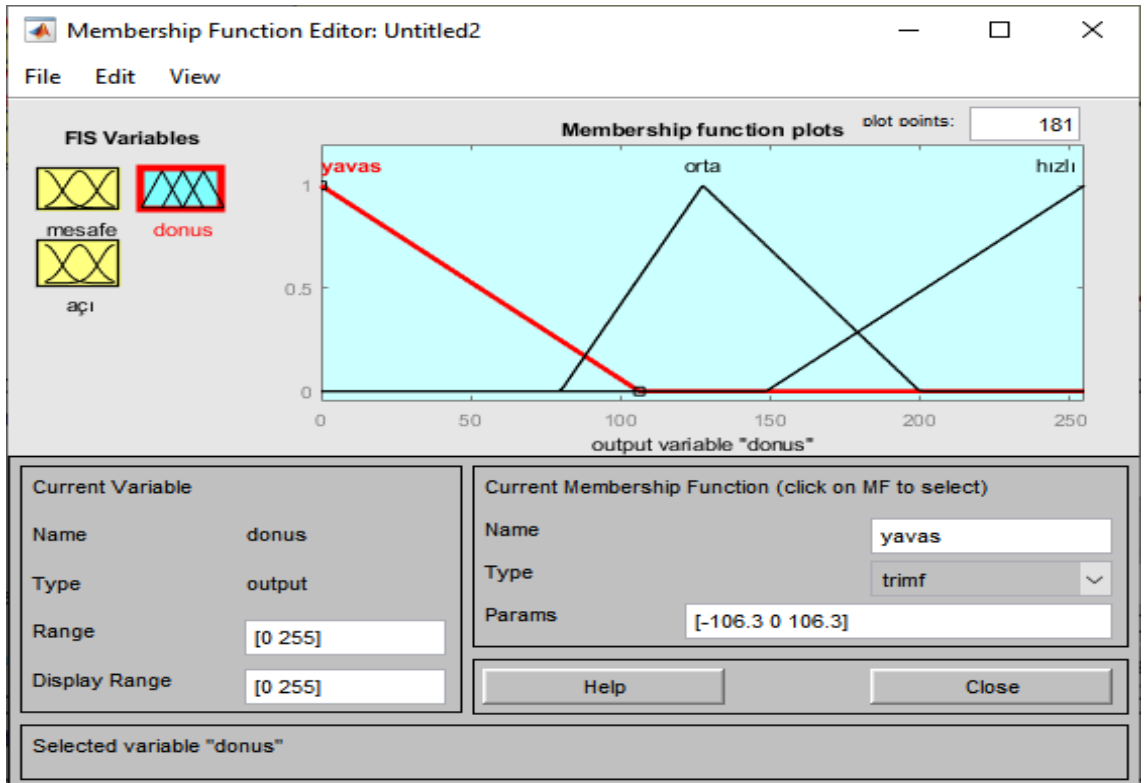 Membership Function Editor: Untitled2
File Edit View
FIS Variables
mesafe
donus
açı
Membership function plots
plot points:
181
yavas
orta
hızlı
1
0.5
0
0 50 100 150 200 250
output variable "donus"
Current Variable
Name donus
Type output
Range [0 255]
Display Range [0 255]
Current Membership Function (click on MF to select)
Name yavas
Type trimf
Params [-106.3 0 106.3]
Help
Close
Selected variable "donus"